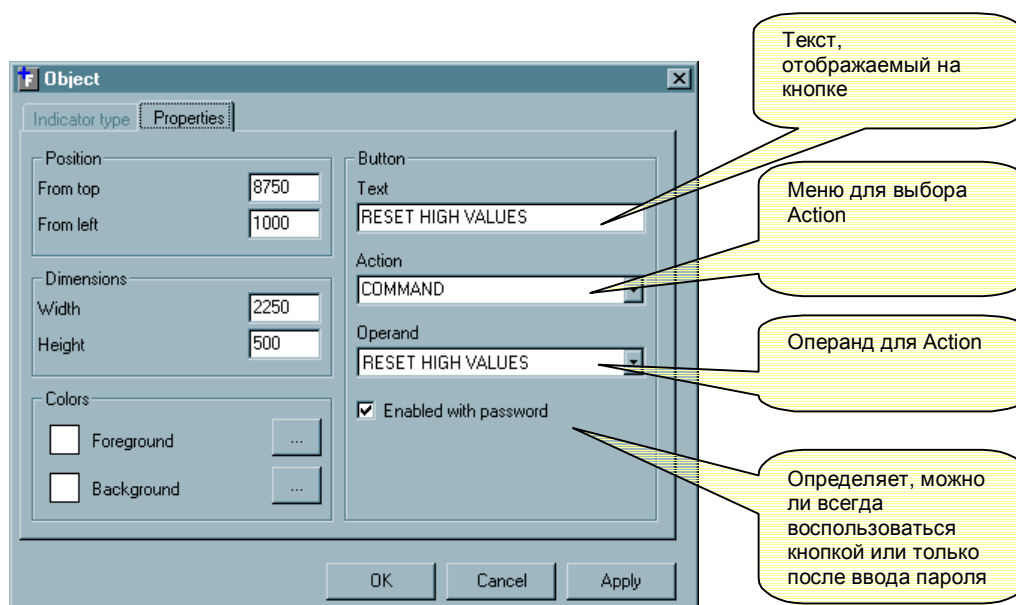 Object
Indicator type
Properties
Position
From top
8750
From left
1000
Dimensions
Width
2250
Height
500
Colors
Foreground
...
Background
...
Button
Text
RESET HIGH VALUES
Action
COMMAND
Operand
RESET HIGH VALUES
Enabled with password
OK
Cancel
Apply
Текст,
отображаемый на
кнопке
Меню для выбора
Action
Операнд для Action
Определяет, можно
ли всегда
воспользоваться
кнопкой или только
после ввода пароля